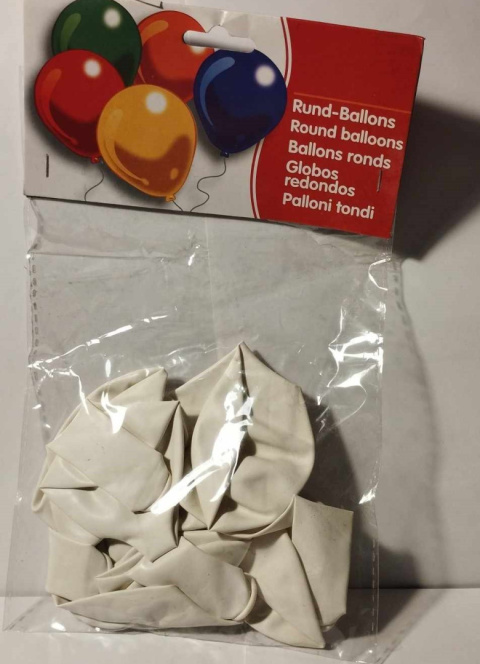 Rund-Ballons
Round balloons
Ballons ronds
Globos
redondos
Palloni tondi